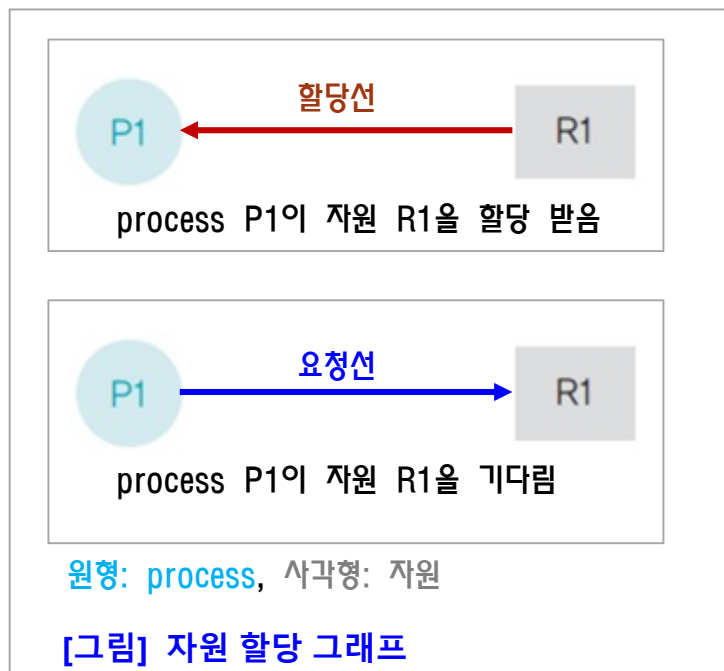 할당선
P1 R1
process P1이 자원 R1을 할당 받음
요청선
P1 R1
process P1이 자원 R1을 기다림
원형: process, 사각형: 자원
[그림] 자원 할당 그래프